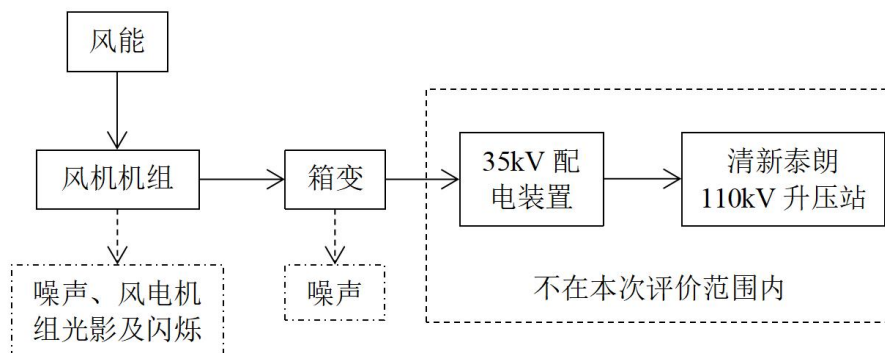 风能
风机机组
箱变
35kV 配
电装置
清新泰朗
110kV 升压站
噪声、风电机
组光影及闪烁
噪声
不在本次评价范围内